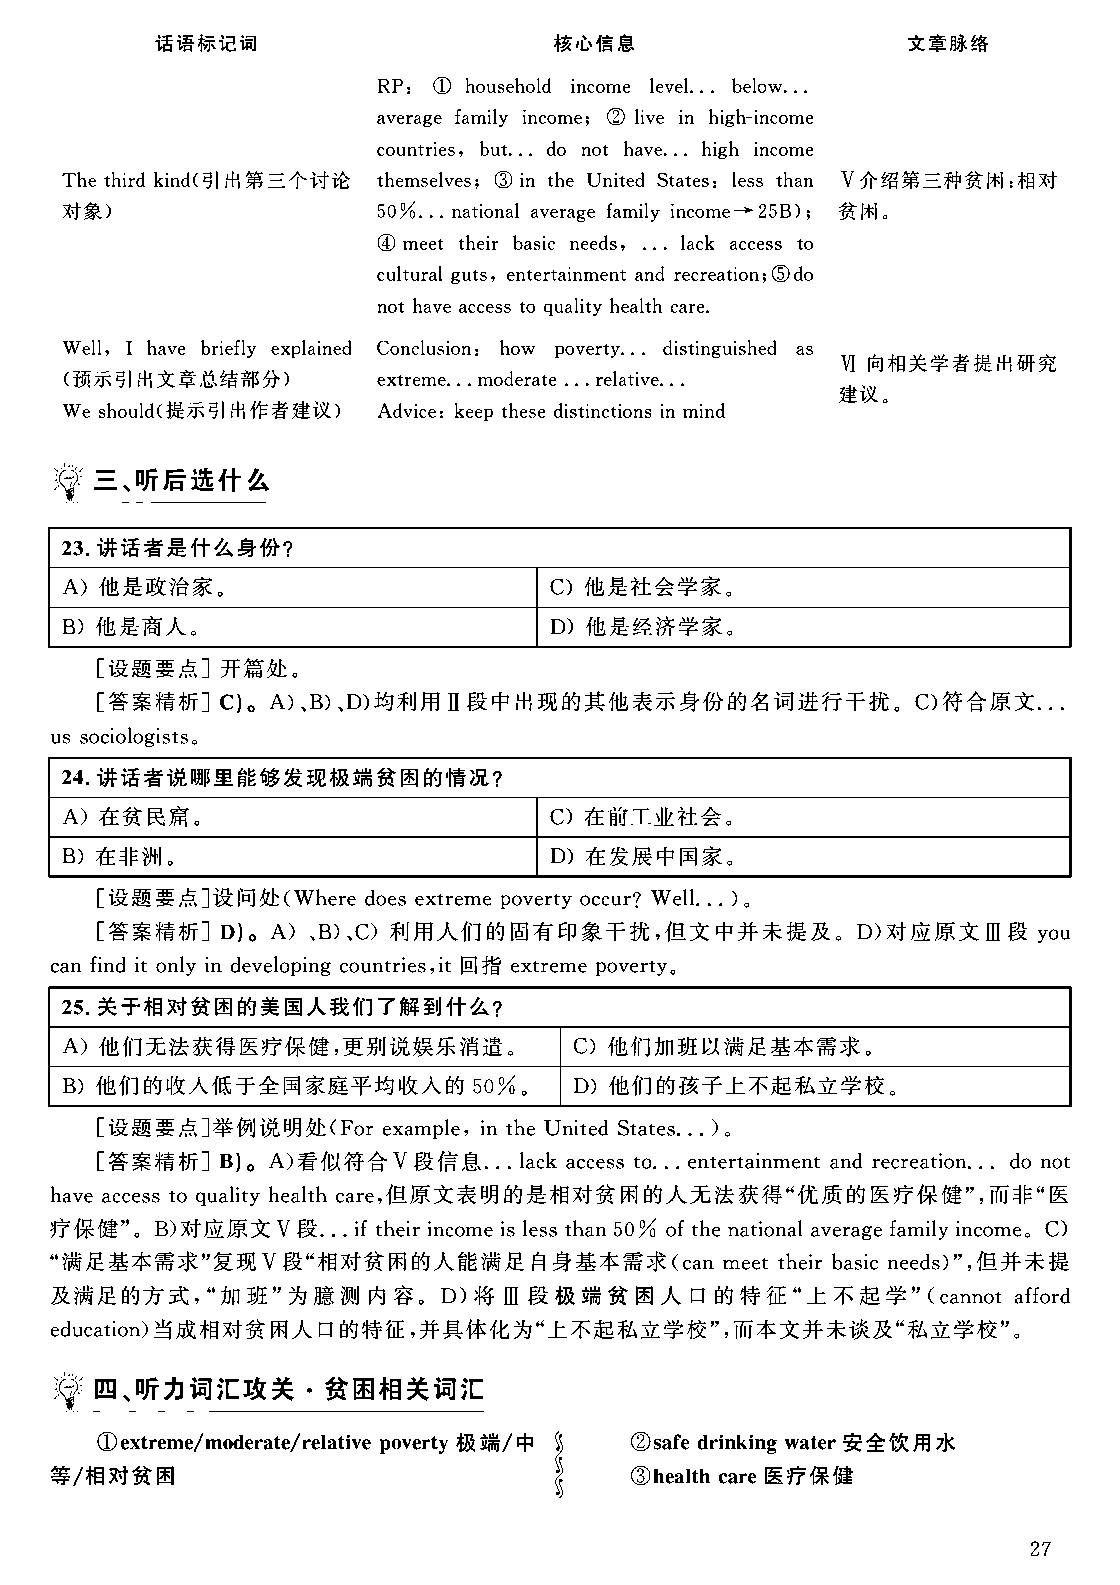 话语标记词 核心信息 文章脉络
RP: ① household income level... below...
average family income; ② live in high-income
countries, but... do not have... high income
The third kind(引出第三个讨论 themselves; ③ in the United States: less than Ⅴ介绍第三种贫困:相对
对象) 50%... national average family income→25B); 贫困。
④ meet their basic needs, ... lack access to
cultural guts, entertainment and recreation;⑤do
not have access to quality health care.
Well, I have briefly explained Conclusion: how poverty... distinguished as
(预示引出文章总结部分) extreme...moderate ...relative... Ⅵ 向相关学者提出研究
We should(提示引出作者建议) Advice: keep these distinctions in mind 建议。
三、听后选什么
23. 讲话者是什么身份?
A) 他是政治家。 C) 他是社会学家。
B) 他是商人。 D) 他是经济学家。
[设题要点] 开篇处。
[答案精析] C)。A)、B)、D)均利用Ⅱ段中出现的其他表示身份的名词进行干扰。C)符合原文...
us sociologists。
24. 讲话者说哪里能够发现极端贫困的情况?
A) 在贫民窟。 C) 在前工业社会。
B) 在非洲。 D) 在发展中国家。
[设题要点]设问处(Where does extreme poverty occur? Well...)。
[答案精析] D)。A) 、B)、C) 利用人们的固有印象干扰,但文中并未提及。D)对应原文Ⅲ段 you
can find it only in developing countries,it 回指 extreme poverty。
25. 关于相对贫困的美国人我们了解到什么?
A) 他们无法获得医疗保健,更别说娱乐消遣。 C) 他们加班以满足基本需求。
B) 他们的收入低于全国家庭平均收入的 50%。 D) 他们的孩子上不起私立学校。
[设题要点]举例说明处(For example, in the United States...)。
[答案精析] B)。A)看似符合Ⅴ段信息...lack access to... entertainment and recreation... do not
have access to quality health care,但原文表明的是相对贫困的人无法获得“优质的医疗保健”,而非“医
疗保健”。B)对应原文Ⅴ段...if their income is less than 50% of the national average family income。C)
“满足基本需求”复现Ⅴ段“相对贫困的人能满足自身基本需求(can meet their basic needs)”,但并未提
及满足的方式,“加班”为臆测内容。D)将Ⅲ段极端贫困人口的特征“上不起学”(cannot afford
education)当成相对贫困人口的特征,并具体化为“上不起私立学校”,而本文并未谈及“私立学校”。
四、听力词汇攻关·贫困相关词汇
①extreme/moderate/relative poverty 极端/中 ②safe drinking water 安全饮用水
等/相对贫困 ③health care 医疗保健
27